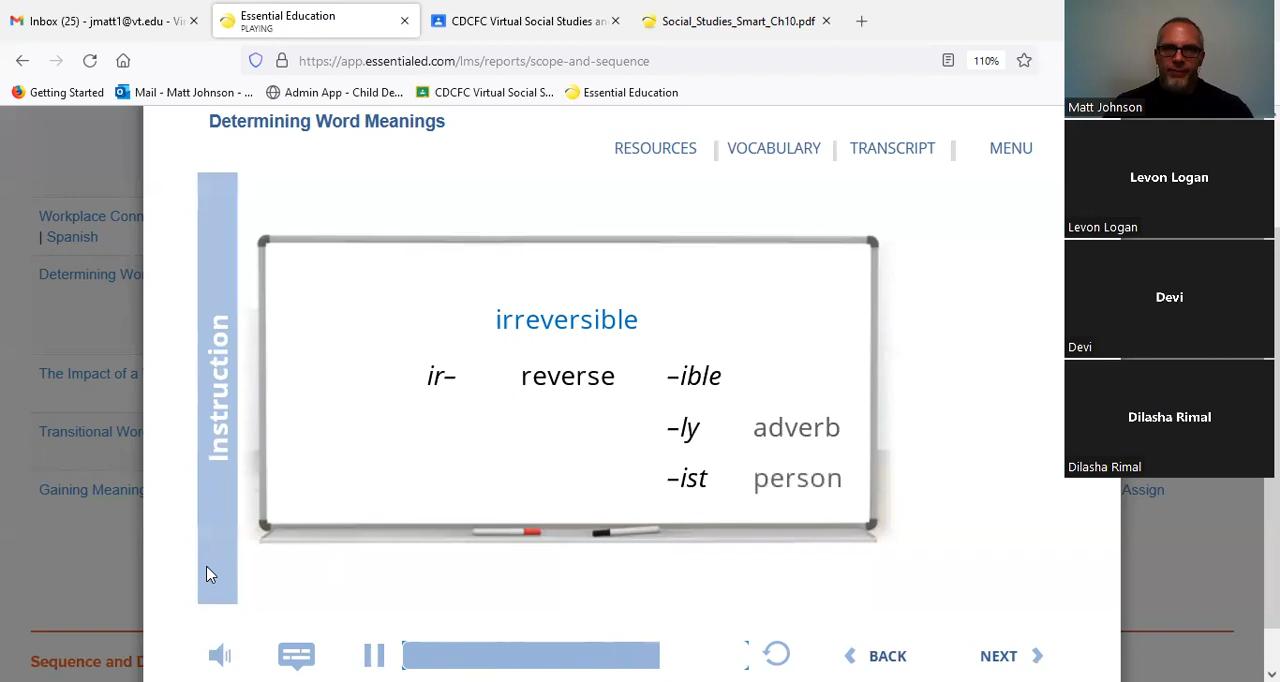 Inbox (25) - jmatt1@vt.edu - Vi
Essential Education
PLAYING
CDCFC Virtual Social Studies an
Social_Studies_Smart_Ch10.pdf
https://app.essentialed.com/lms/reports/scope-and-sequence
110%
Getting Started
Mail - Matt Johnson - ...
Admin App - Child De...
CDCFC Virtual Social S...
Essential Education
Determining Word Meanings
RESOURCES
VOCABULARY
TRANSCRIPT
MENU
Workplace Conn
| Spanish
Determining Wo
The Impact of a
Transitional Wor
Gaining Meaning
Assign
Sequence and D
Instruction
irreversible
ir– reverse –ible
–ly adverb
–ist person
BACK
NEXT
Matt Johnson
Levon Logan
Levon Logan
Devi
Devi
Dilasha Rimal
Dilasha Rimal